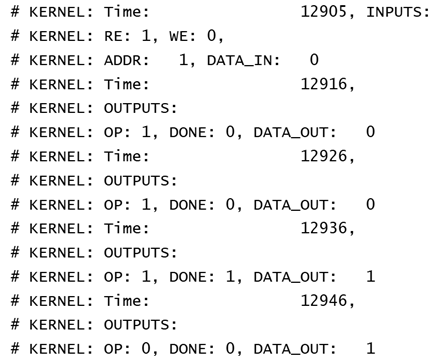 # KERNEL: Time: 12905, INPUTS:
# KERNEL: RE: 1, WE: 0,
# KERNEL: ADDR: 1, DATA_IN: 0
# KERNEL: Time: 12916,
# KERNEL: OUTPUTS:
# KERNEL: OP: 1, DONE: 0, DATA_OUT: 0
# KERNEL: Time: 12926,
# KERNEL: OUTPUTS:
# KERNEL: OP: 1, DONE: 0, DATA_OUT: 0
# KERNEL: Time: 12936,
# KERNEL: OUTPUTS:
# KERNEL: OP: 1, DONE: 1, DATA_OUT: 1
# KERNEL: Time: 12946,
# KERNEL: OUTPUTS:
# KERNEL: OP: 0, DONE: 0, DATA_OUT: 1